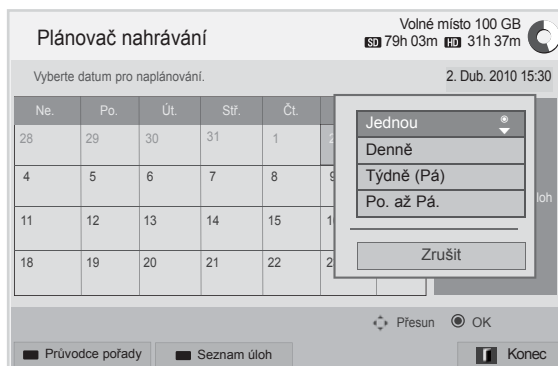 Plánovač nahrávání
Volné místo 100 GB
SD 79h 03m HD 31h 37m
Vyberte datum pro naplánování.
2. Dub. 2010 15:30
Ne. Po. Út. Stř. Čt.
28 29 30 31 1
4 5 6 7 8
11 12 13 14 15
18 19 20 21 22
Jednou
Denně
Týdně (Pá)
Po. až Pá.
Zrušit
Přesun OK
Průvodce pořady
Seznam úloh
Konec